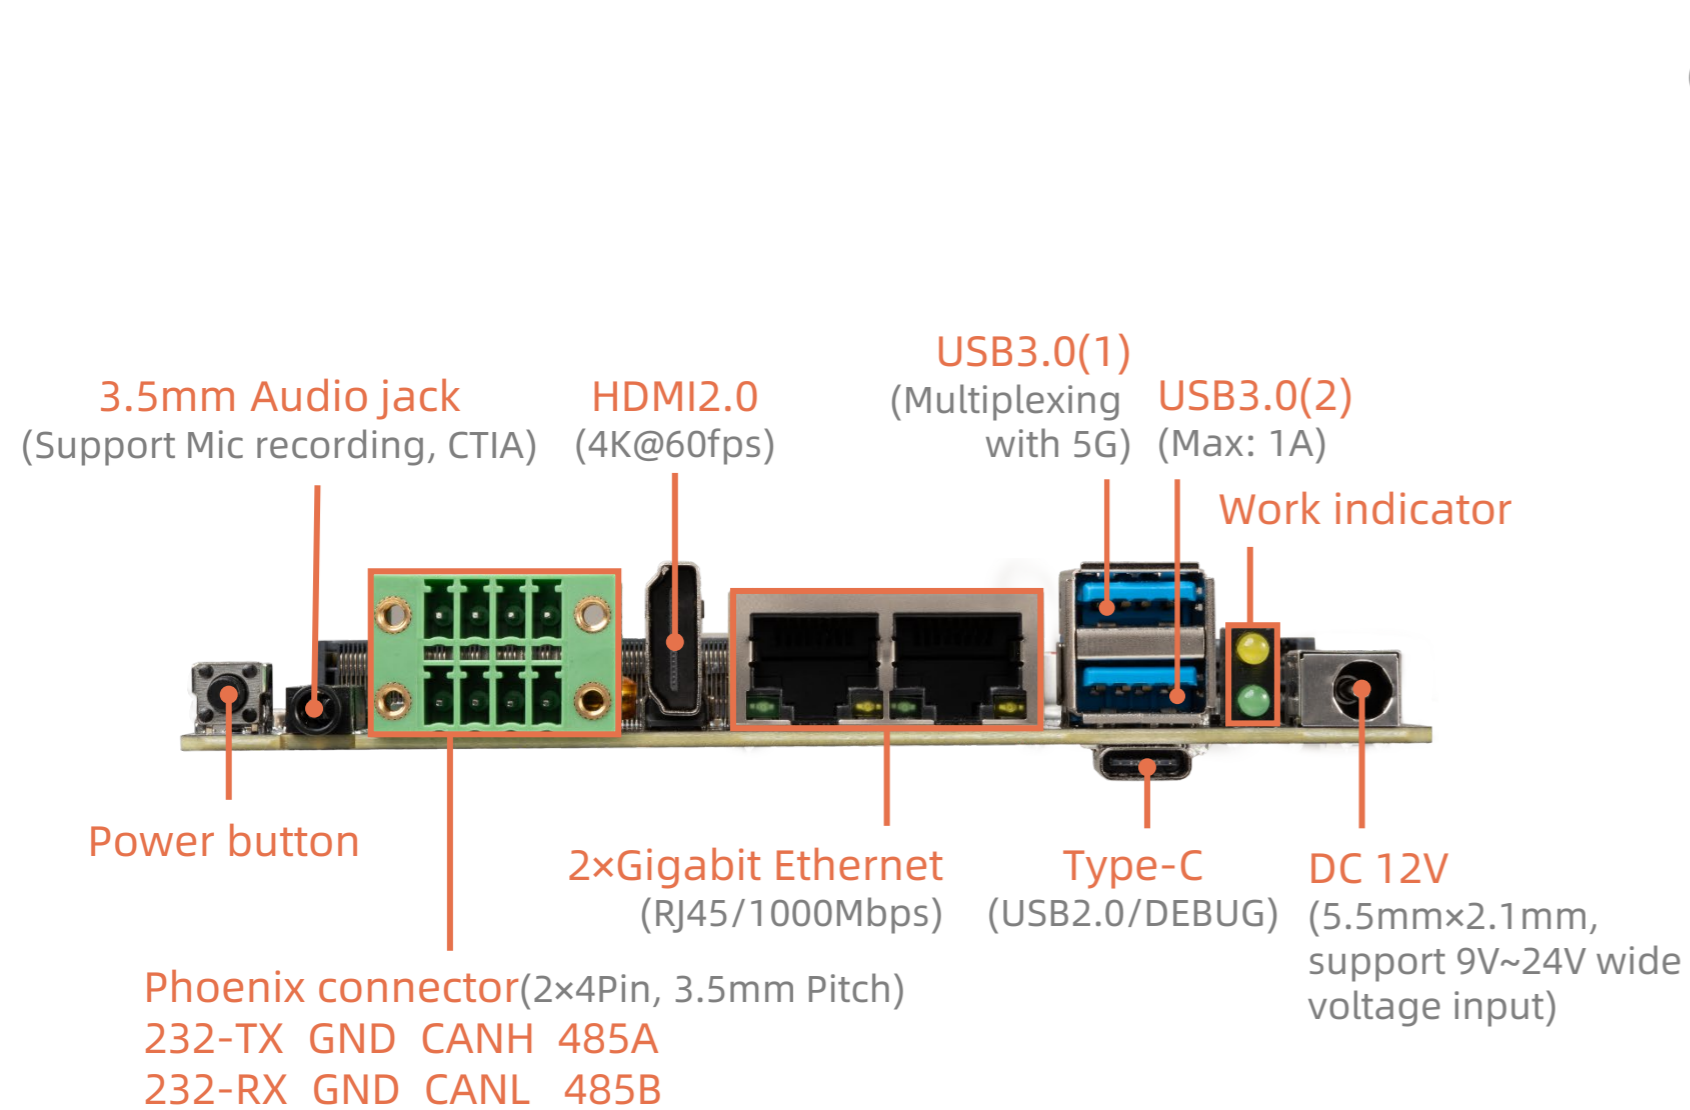 USB3.0(1)
(Multiplexing
with 5G)
USB3.0(2)
(Max: 1A)
3.5mm Audio jack
(Support Mic recording, CTIA)
HDMI2.0
(4K@60fps)
Work indicator
Power button
2×Gigabit Ethernet
(RJ45/1000Mbps)
Type-C
(USB2.0/DEBUG)
DC 12V
(5.5mm×2.1mm,
support 9V~24V wide
voltage input)
Phoenix connector(2×4Pin, 3.5mm Pitch)
232-TX GND CANH 485A
232-RX GND CANL 485B